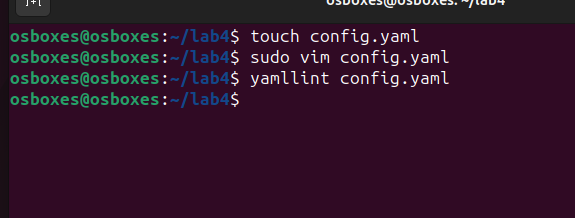 osboxes@osboxes: ~/lab4
osboxes@osboxes:~/lab4$ touch config.yaml
osboxes@osboxes:~/lab4$ sudo vim config.yaml
osboxes@osboxes:~/lab4$ yamllint config.yaml
osboxes@osboxes:~/lab4$